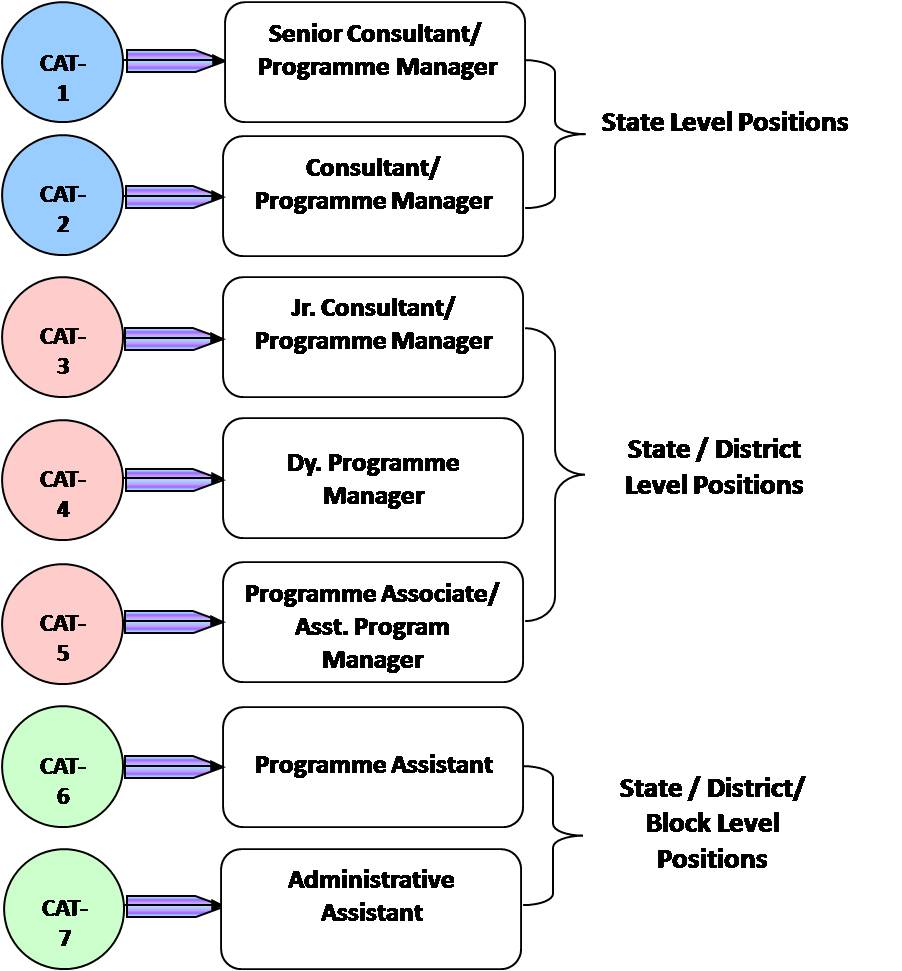 CAT-
1
Senior Consultant/
Programme Manager
State Level Positions
CAT-
2
Consultant/
Programme Manager
CAT-
3
Jr. Consultant/
Programme Manager
CAT-
4
Dy. Programme
Manager
State / District
Level Positions
CAT-
5
Programme Associate/
Asst. Program
Manager
CAT-
6
Programme Assistant
State / District/
Block Level
Positions
CAT-
7
Administrative
Assistant